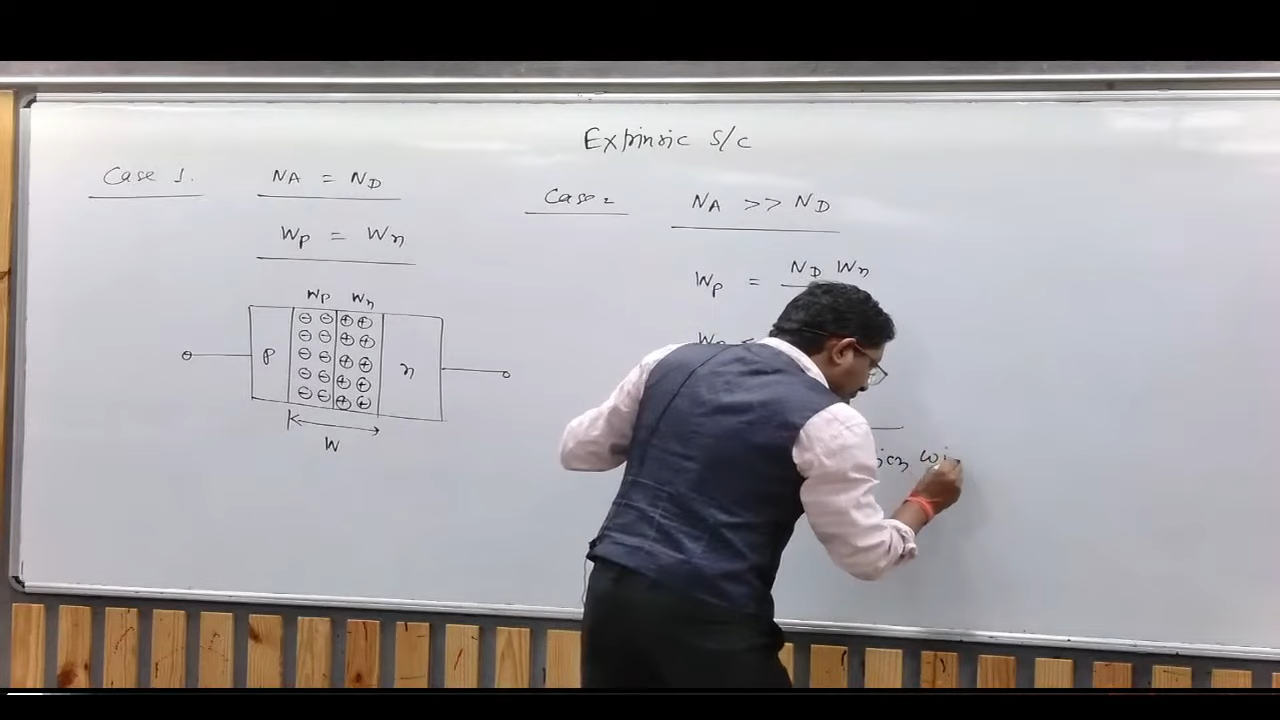 Extrinsic S/C
Case 1.
NA = ND
Wp = Wn
Wp Wn
p
n
W
Case 2
NA >> ND
Wp = ND Wn